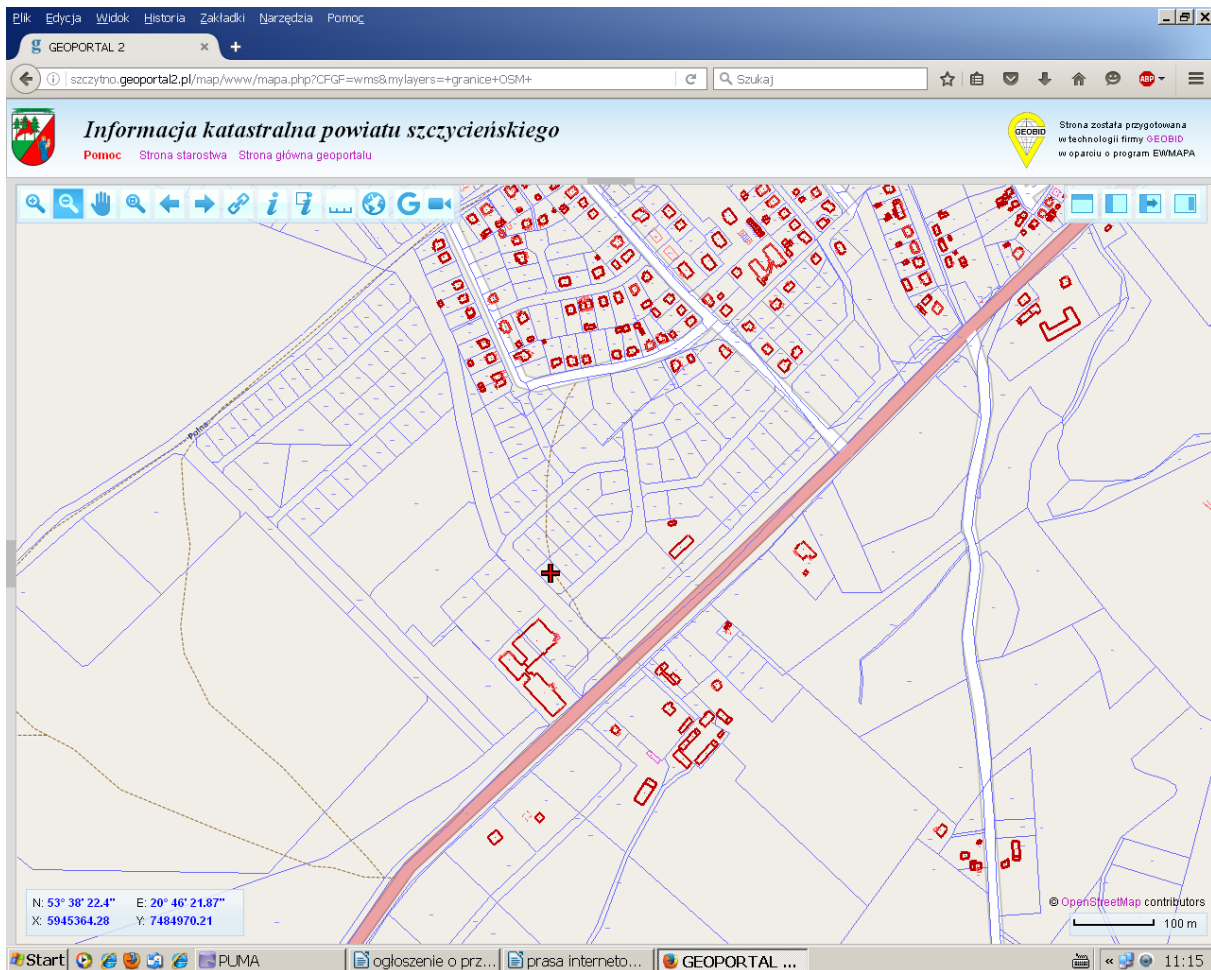 Plik Edycja Widok Historia Zakładki Narzędzia Pomoc
GEOPORTAL 2
szczytno.geoportal2.pl/map/www/mapa.php?CFGF=wms&mylayers=+granice+OSM+
Szukaj
ABP
Informacja katastralna powiatu szczycieńskiego
Pomoc Strona starostwa Strona główna geoportalu
GEOBID
Strona została przygotowana
w technologii firmy GEOBID
w oparciu o program EWMAPA
Polna
N: 53° 38' 22.4" E: 20° 46' 21.87"
X: 5945364.28 Y: 7484970.21
© OpenStreetMap contributors
100 m
Start PUMA ogłoszenie o prz... prasa interneto... GEOPORTAL ... 11:15